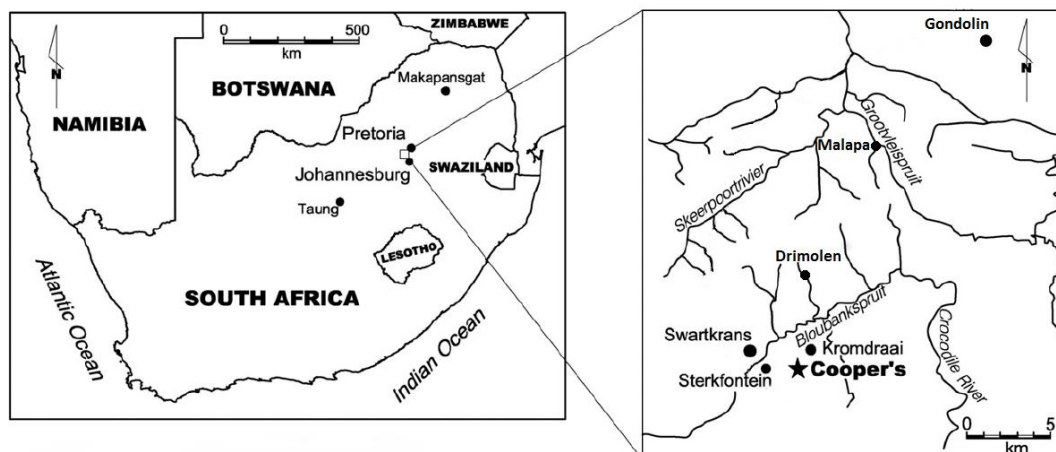 ZIMBABWE
0
500
km
N
Makapansgat
BOTSWANA
NAMIBIA
Pretoria
SWAZILAND
Johannesburg
Taung
LESOTHO
SOUTH AFRICA
Atlantic Ocean
Indian Ocean
Gondolin
N
Grootvleispruit
Malapa
Skeerpoortrivier
Drimolen
Bloubankspruit
Swartkrans
Kromdraai
Cooper's
Sterkfontein
Crocodile River
0
5
km